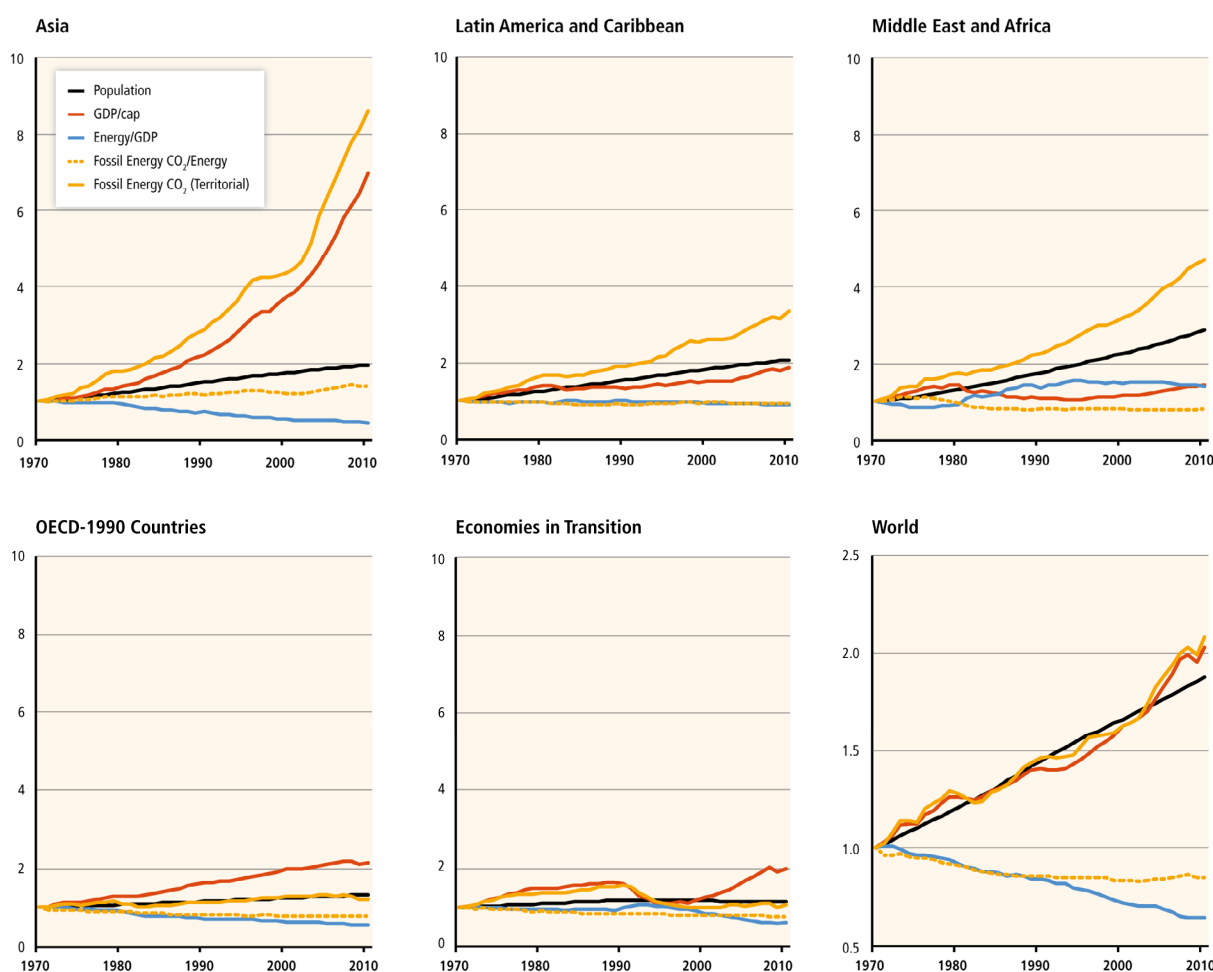 Asia
Latin America and Caribbean
Middle East and Africa
10
8
6
4
2
0
Population
GDP/cap
Energy/GDP
Fossil Energy CO2/Energy
Fossil Energy CO2 (Territorial)
1970 1980 1990 2000 2010
10
8
6
4
2
0
1970 1980 1990 2000 2010
10
8
6
4
2
0
1970 1980 1990 2000 2010
OECD-1990 Countries
Economies in Transition
World
10
8
6
4
2
0
1970 1980 1990 2000 2010
10
8
6
4
2
0
1970 1980 1990 2000 2010
2.5
2.0
1.5
1.0
0.5
1970 1980 1990 2000 2010